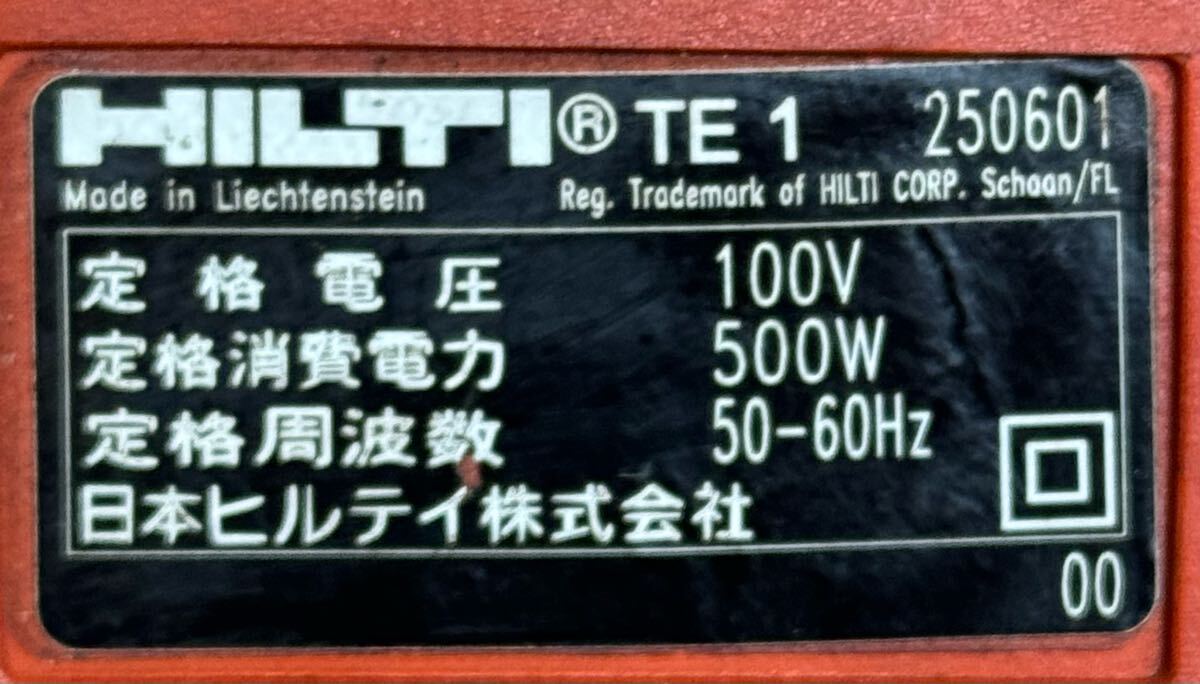 HILTI® TE 1 250601
Made in Liechtenstein Reg. Trademark of HILTI CORP. Schaan/FL
定格電圧 100V
定格消費電力 500W
定格周波数 50-60Hz
日本ヒルテイ株式会社
00